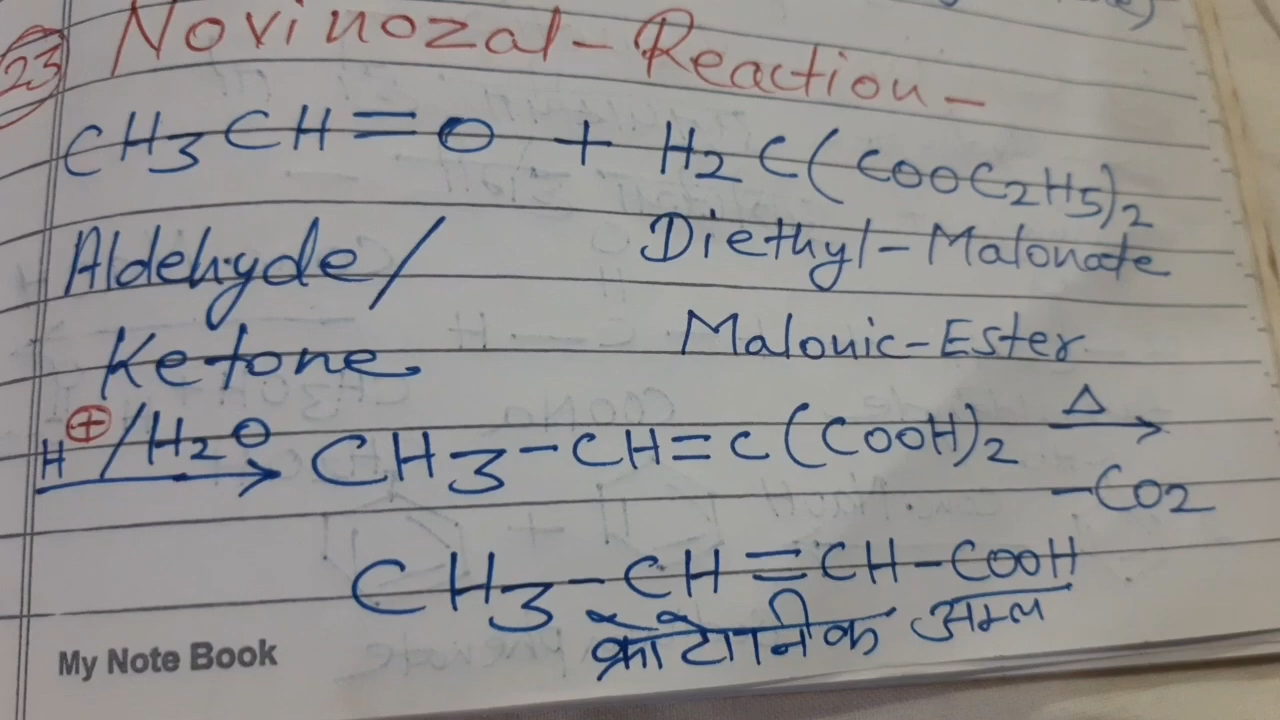 23 Novinozal-Reaction-
CH3CH=O + H2C(COOC2H5)2
Aldehyde/ Diethyl-Malonate
Ketone Malonic-Ester
H⊕/H2O → CH3-CH=C(COOH)2 Δ →
-CO2
CH3-CH=CH-COOH
क्रोटोनीक अम्ल
My Note Book